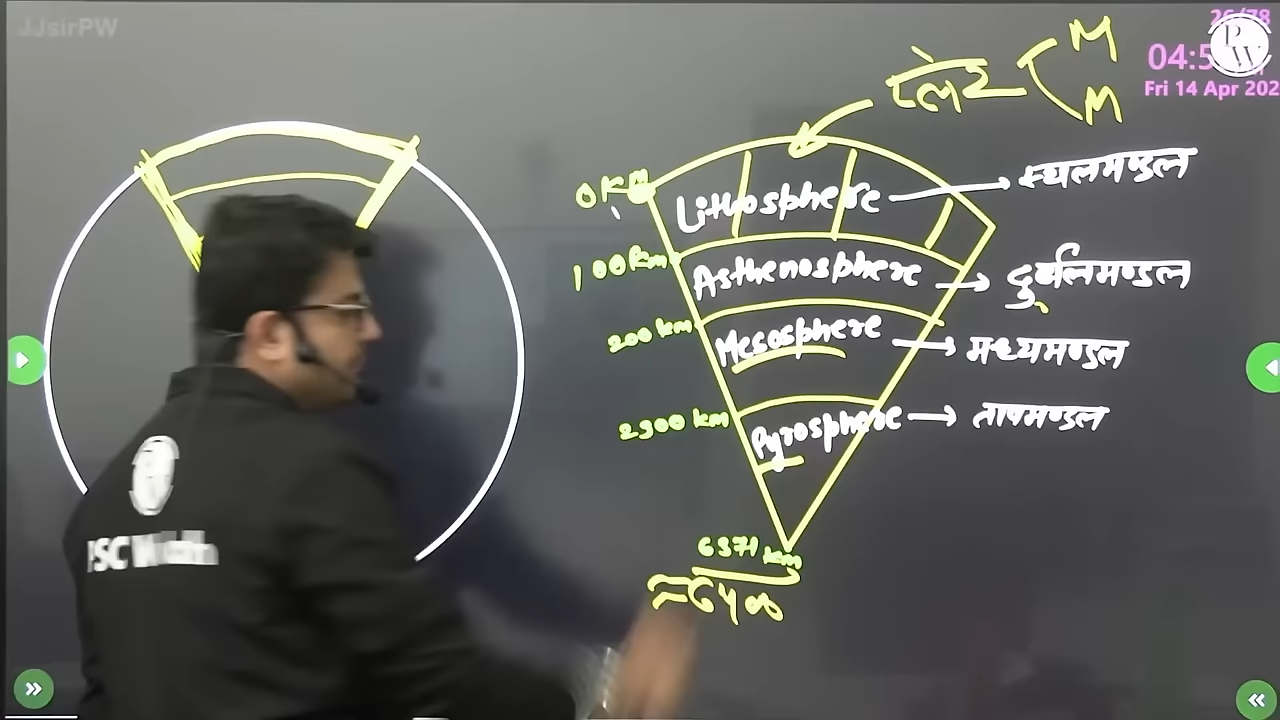 JJsirPW
26/78
PW
04:5
Fri 14 Apr 202
प्लेट
M
M
0 KM
Lithosphere
स्थलमण्डल
100 km
Asthenosphere
दुर्बलमण्डल
200 km
Mesosphere
मध्यमण्डल
2900 km
Pyrosphere
तापमण्डल
6371 km
≈6400